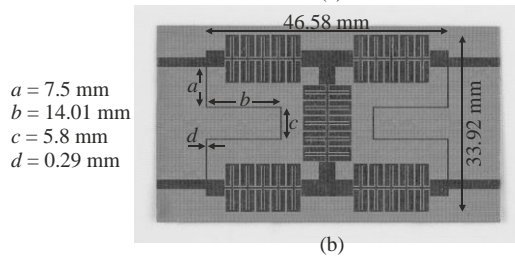 a = 7.5 mm
b = 14.01 mm
c = 5.8 mm
d = 0.29 mm
46.58 mm
a
b
c
d
33.92 mm
(b)